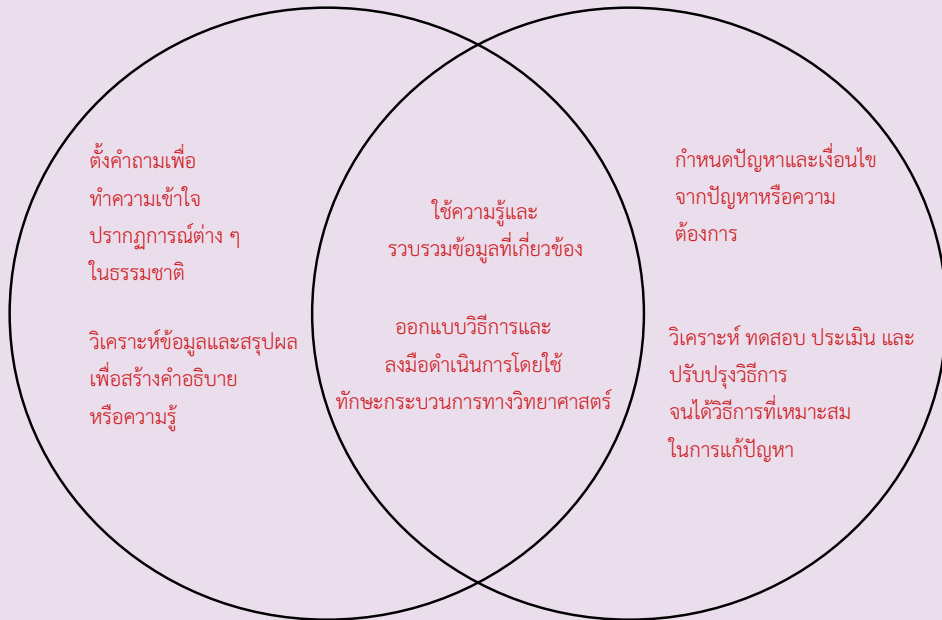 ตั้งคำถามเพื่อ
ทำความเข้าใจ
ปรากฏการณ์ต่าง ๆ
ในธรรมชาติ
วิเคราะห์ข้อมูลและสรุปผล
เพื่อสร้างคำอธิบาย
หรือความรู้
ใช้ความรู้และ
รวบรวมข้อมูลที่เกี่ยวข้อง
ออกแบบวิธีการและ
ลงมือดำเนินการโดยใช้
ทักษะกระบวนการทางวิทยาศาสตร์
กำหนดปัญหาและเงื่อนไข
จากปัญหาหรือความ
ต้องการ
วิเคราะห์ ทดสอบ ประเมิน และ
ปรับปรุงวิธีการ
จนได้วิธีการที่เหมาะสม
ในการแก้ปัญหา